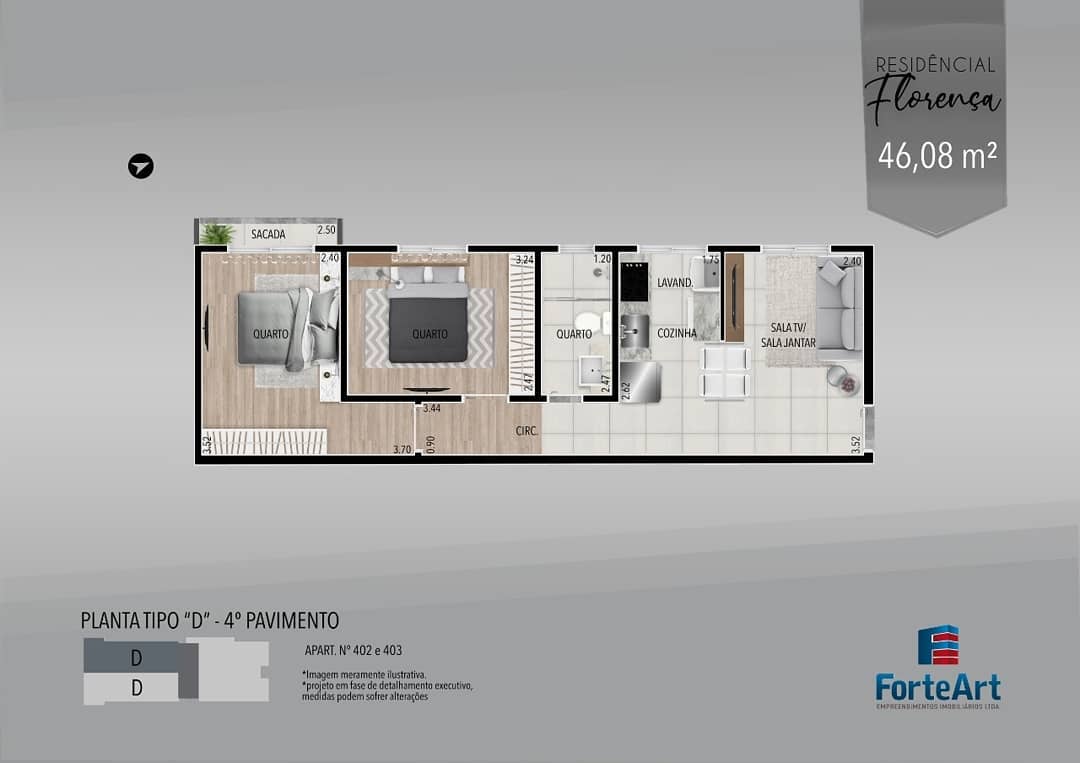 RESIDÊNCIAL
Florença
46,08 m²
SACADA
2.50
2.40
3.24
1.20
1.75
2.40
LAVAND.
QUARTO
QUARTO
QUARTO
COZINHA
SALA TV/
SALA JANTAR
2.47
2.47
2.62
3.44
CIRC.
3.52
3.70
0.90
3.52
PLANTA TIPO “D” - 4º PAVIMENTO
D
D
APART. Nº 402 e 403
*Imagem meramente ilustrativa.
*projeto em fase de detalhamento executivo,
medidas podem sofrer alterações
ForteArt
EMPREENDIMENTOS IMOBILIÁRIOS LTDA